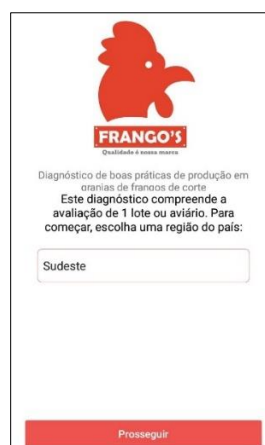 FRANGO'S
Qualidade é nossa marca
Diagnóstico de boas práticas de produção em
granjas de frangos de corte
Este diagnóstico compreende a
avaliação de 1 lote ou aviário. Para
começar, escolha uma região do país:
Sudeste
Prosseguir